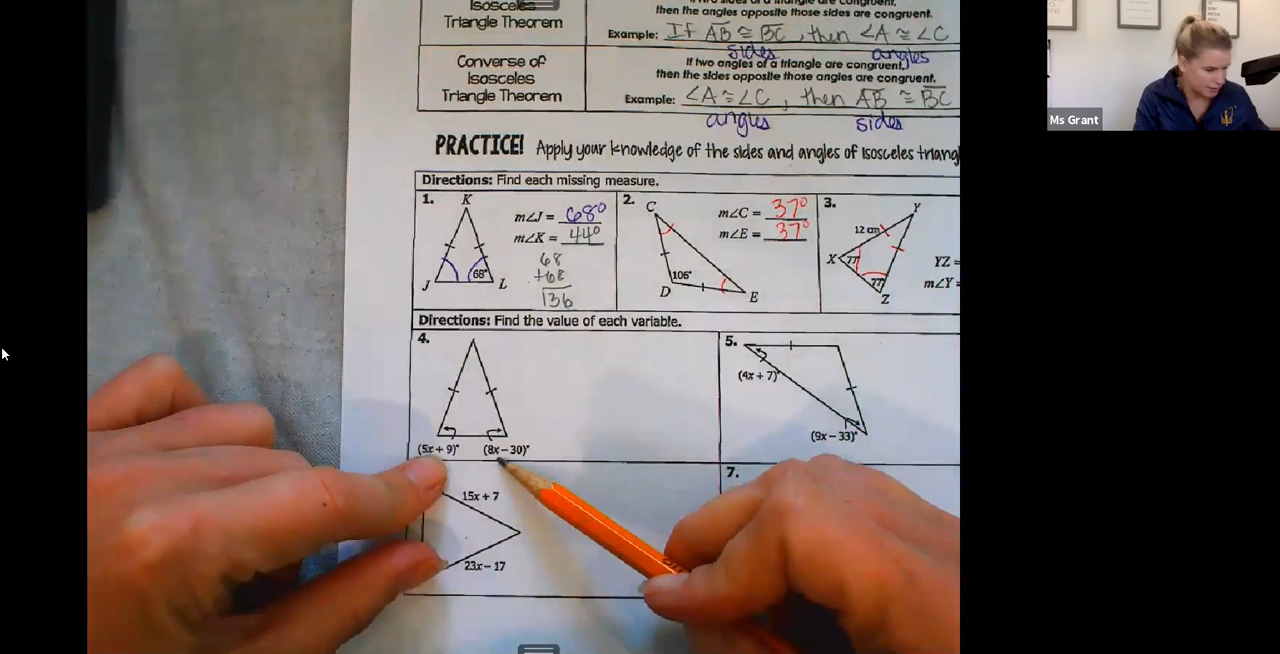 Isosceles
Triangle Theorem
then the angles opposite those sides are congruent.
Example: If AB ≅ BC, then ∠A ≅ ∠C
sides angles
Converse of
Isosceles
Triangle Theorem
If two angles of a triangle are congruent,
then the sides opposite those angles are congruent.
Example: ∠A ≅ ∠C, then AB ≅ BC
angles sides
PRACTICE! Apply your knowledge of the sides and angles of isosceles
Directions: Find each missing measure.
1.
K
J
L
68°
m∠J = 68°
m∠K = 44°
68
+68
136
2.
C
D
E
106°
m∠C = 37°
m∠E = 37°
3.
Y
12 cm
X
77
77
Z
YZ =
m∠Y =
Directions: Find the value of each variable.
4.
(5x + 9)°
(8x – 30)°
5.
(4x + 7)°
(9x – 33)°
15x + 7
23x – 17
7.
Ms Grant